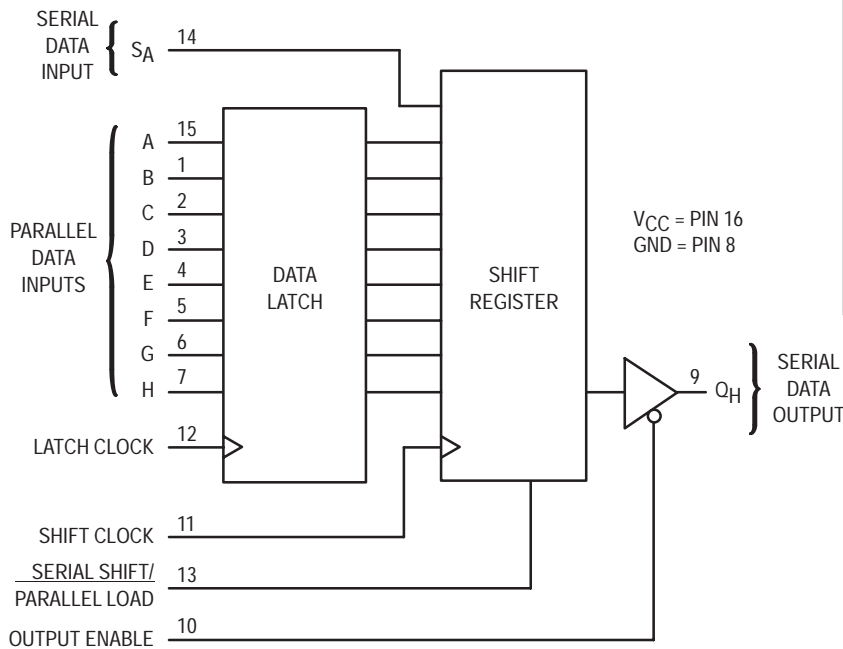 SERIAL
DATA
INPUT
SA
14
PARALLEL
DATA
INPUTS
A
15
B
1
C
2
D
3
E
4
F
5
G
6
H
7
DATA
LATCH
SHIFT
REGISTER
VCC = PIN 16
GND = PIN 8
9
QH
SERIAL
DATA
OUTPUT
LATCH CLOCK
12
SHIFT CLOCK
11
SERIAL SHIFT/
PARALLEL LOAD
13
OUTPUT ENABLE
10